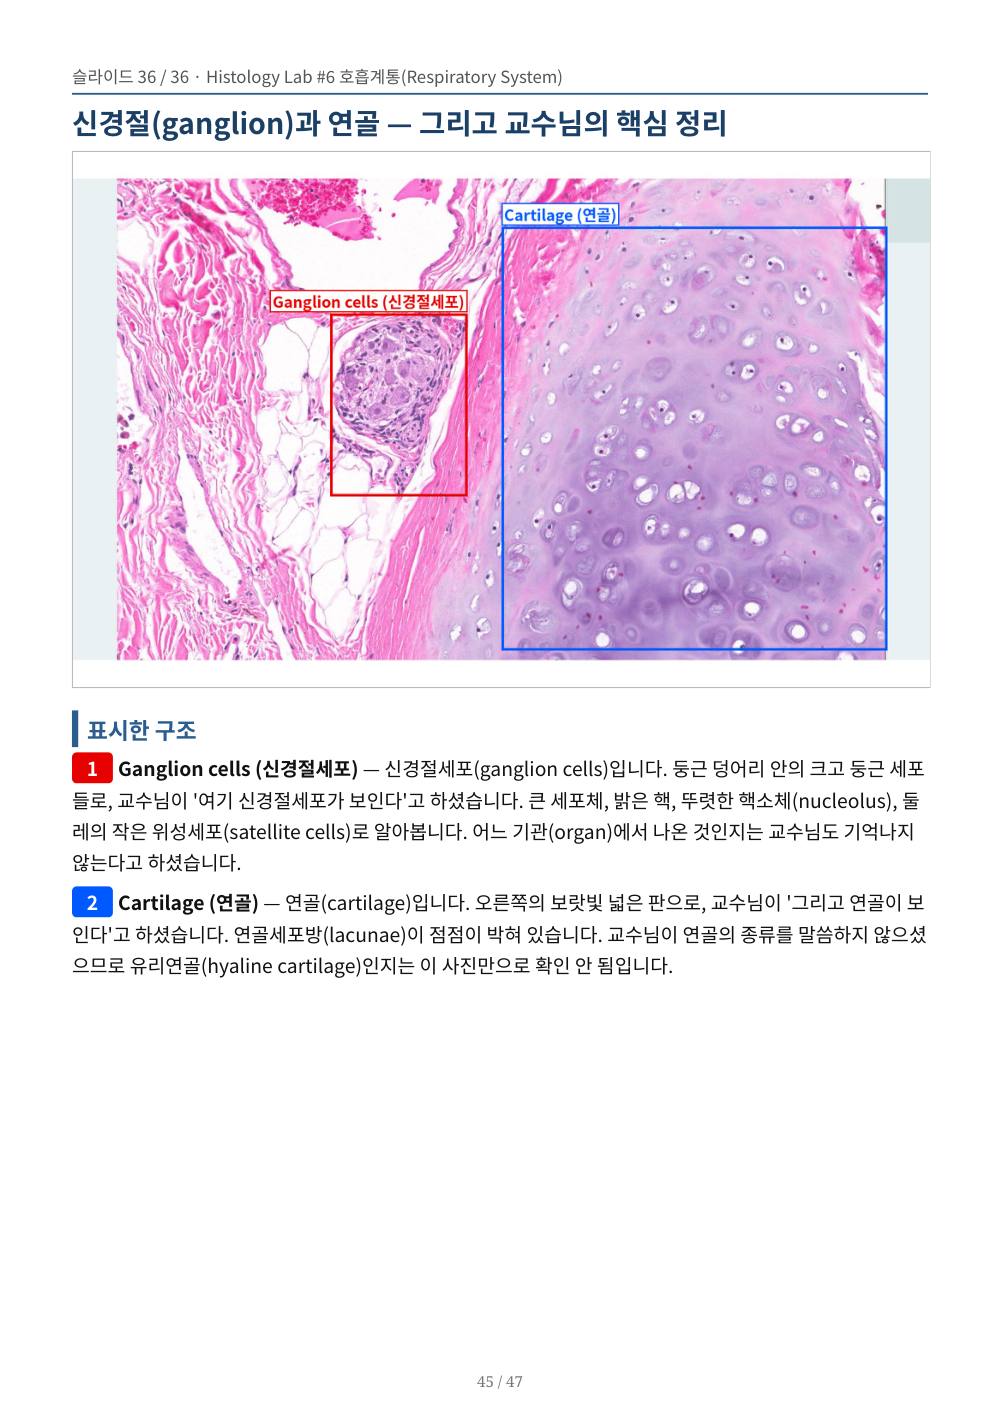 슬라이드 36 / 36 · Histology Lab #6 호흡계통(Respiratory System)
신경절(ganglion)과 연골 — 그리고 교수님의 핵심 정리
Cartilage (연골)
Ganglion cells (신경절세포)
표시한 구조
1 Ganglion cells (신경절세포) — 신경절세포(ganglion cells)입니다. 둥근 덩어리 안의 크고 둥근 세포
들로, 교수님이 '여기 신경절세포가 보인다'고 하셨습니다. 큰 세포체, 밝은 핵, 뚜렷한 핵소체(nucleolus), 둘
레의 작은 위성세포(satellite cells)로 알아봅니다. 어느 기관(organ)에서 나온 것인지는 교수님도 기억나지
않는다고 하셨습니다.
2 Cartilage (연골) — 연골(cartilage)입니다. 오른쪽의 보랏빛 넓은 판으로, 교수님이 '그리고 연골이 보
인다'고 하셨습니다. 연골세포방(lacunae)이 점점이 박혀 있습니다. 교수님이 연골의 종류를 말씀하지 않으셨
으므로 유리연골(hyaline cartilage)인지는 이 사진만으로 확인 안 됨입니다.
45 / 47